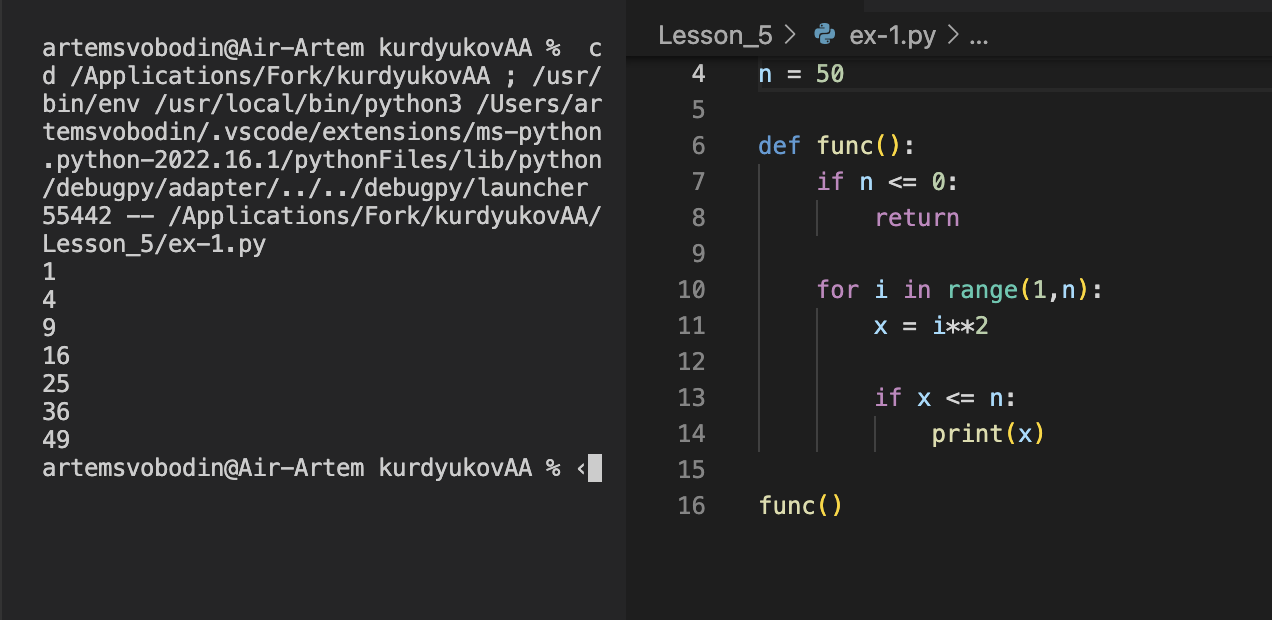 artemsvobodin@Air-Artem kurdyukovAA %  c
d /Applications/Fork/kurdyukovAA ; /usr/
bin/env /usr/local/bin/python3 /Users/ar
temsvobodin/.vscode/extensions/ms-python
.python-2022.16.1/pythonFiles/lib/python
/debugpy/adapter/../../debugpy/launcher
55442 -- /Applications/Fork/kurdyukovAA/
Lesson_5/ex-1.py
1
4
9
16
25
36
49
artemsvobodin@Air-Artem kurdyukovAA % ‹
Lesson_5 > ex-1.py > ...
4 n = 50
5
6 def func():
7     if n <= 0:
8         return
9
10     for i in range(1,n):
11         x = i**2
12
13         if x <= n:
14             print(x)
15
16 func()